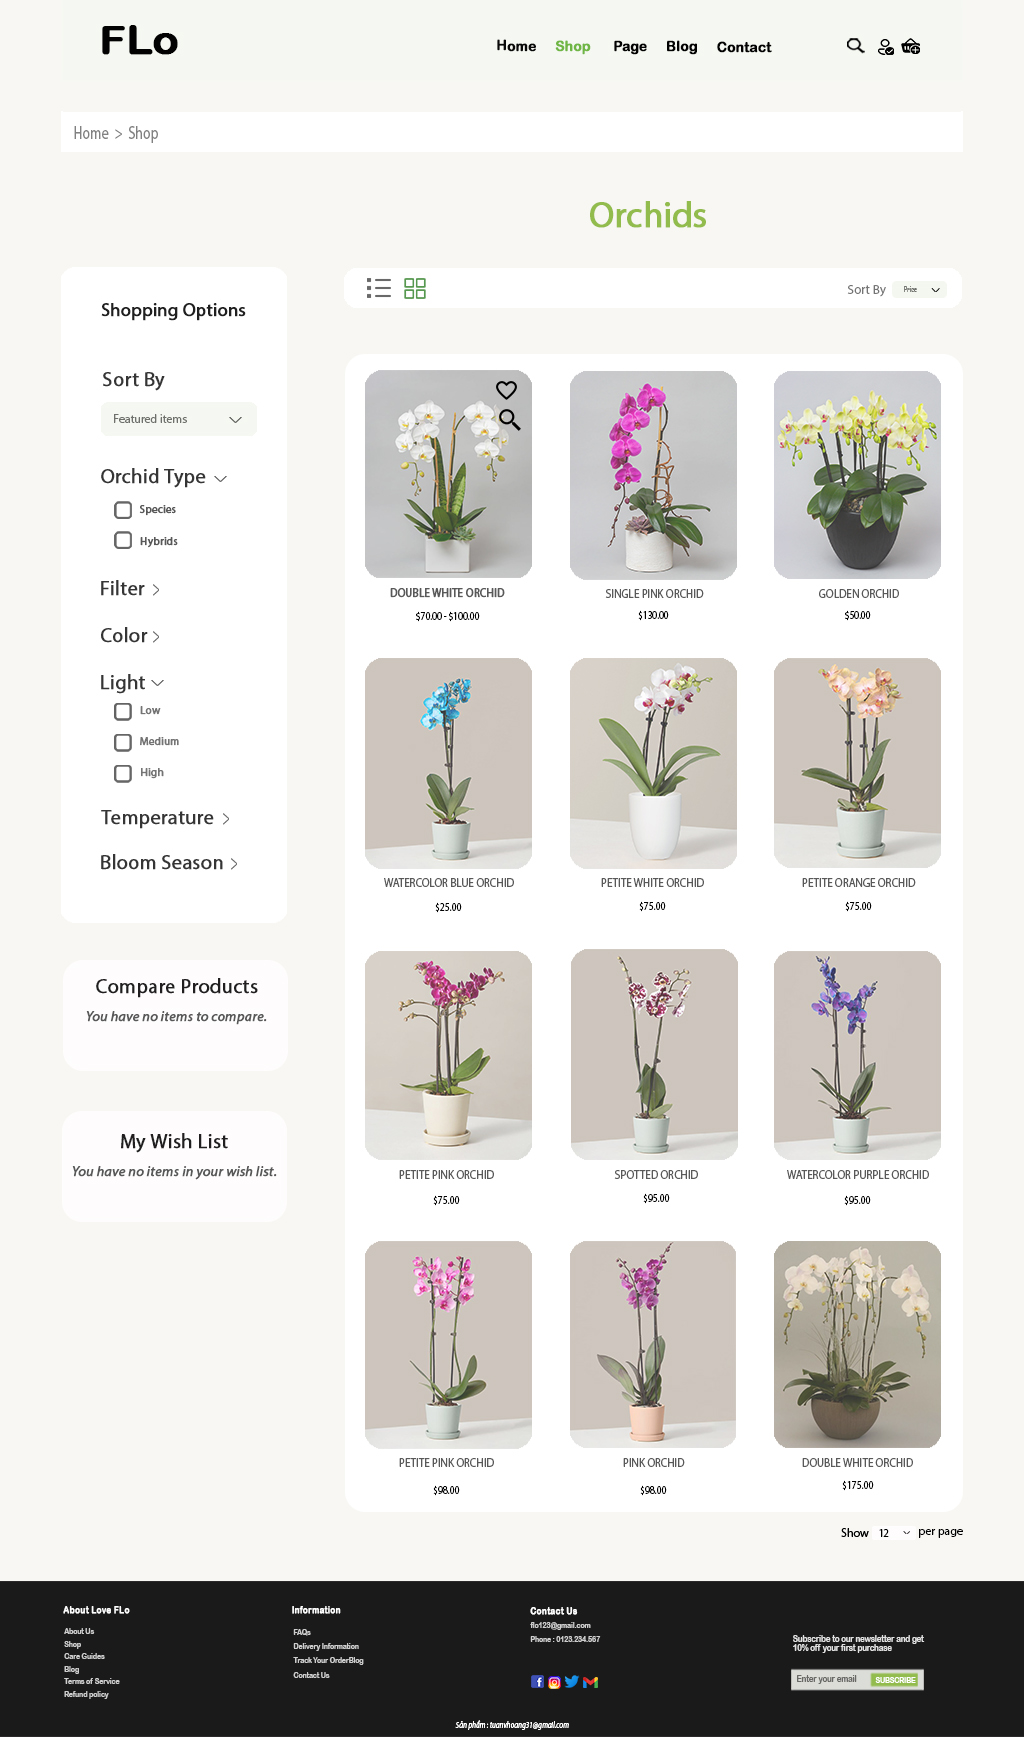 FLo
Home Shop Page Blog Contact
Home > Shop
Orchids
Shopping Options
Sort By
Featured items
Orchid Type
Species
Hybrids
Filter
Color
Light
Low
Medium
High
Temperature
Bloom Season
Compare Products
You have no items to compare.
My Wish List
You have no items in your wish list.
Sort By Price
DOUBLE WHITE ORCHID
$70.00 - $100.00
SINGLE PINK ORCHID
$130.00
GOLDEN ORCHID
$50.00
WATERCOLOR BLUE ORCHID
$25.00
PETITE WHITE ORCHID
$75.00
PETITE ORANGE ORCHID
$75.00
PETITE PINK ORCHID
$75.00
SPOTTED ORCHID
$95.00
WATERCOLOR PURPLE ORCHID
$95.00
PETITE PINK ORCHID
$98.00
PINK ORCHID
$98.00
DOUBLE WHITE ORCHID
$175.00
Show 12 per page
About Love FLo
About Us
Shop
Care Guides
Blog
Terms of Service
Refund policy
Information
FAQs
Delivery Information
Track Your OrderBlog
Contact Us
Contact Us
flo123@gmail.com
Phone : 0123.234.567
Subscribe to our newsletter and get
10% off your first purchase
Enter your email SUBSCRIBE
Sản phẩm : tuanvhoang31@gmail.com